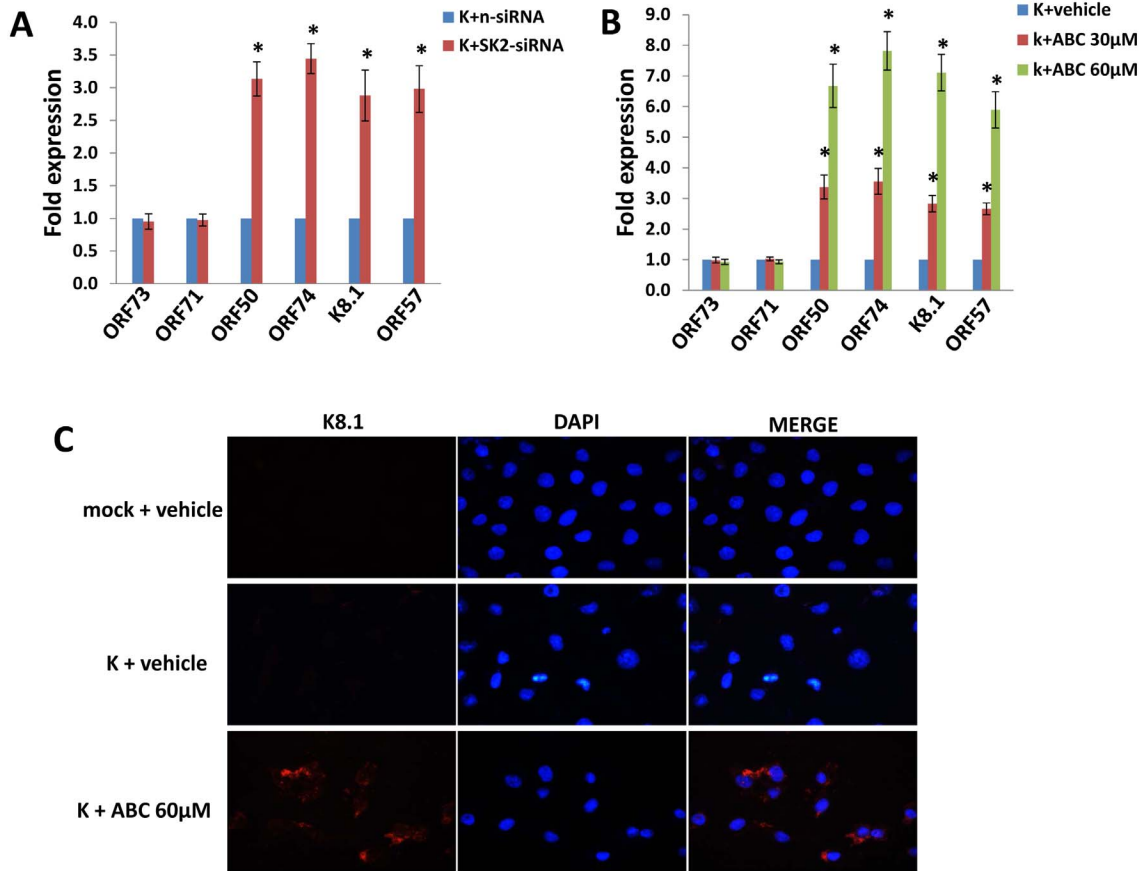 A
K+n-siRNA
K+SK2-siRNA
Fold expression
4.0
3.5
3.0
2.5
2.0
1.5
1.0
0.5
0.0
* * * *
ORF73 ORF71 ORF50 ORF74 K8.1 ORF57
B
K+vehicle
k+ABC 30μM
k+ABC 60μM
Fold expression
9.0
8.0
7.0
6.0
5.0
4.0
3.0
2.0
1.0
0.0
* * * *
* * * *
ORF73 ORF71 ORF50 ORF74 K8.1 ORF57
C
K8.1 DAPI MERGE
mock + vehicle
K + vehicle
K + ABC 60μM